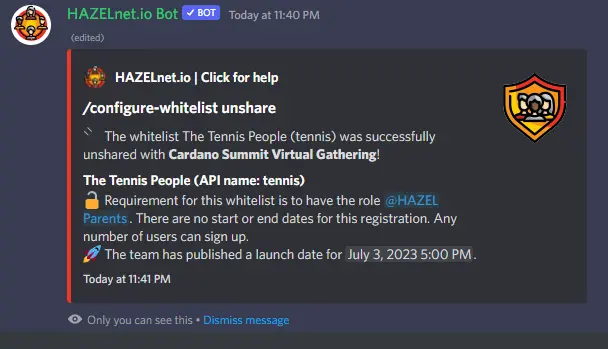 HAZELnet.io Bot ✓ BOT Today at 11:40 PM
(edited)
HAZELnet.io | Click for help
/configure-whitelist unshare
The whitelist The Tennis People (tennis) was successfully
unshared with Cardano Summit Virtual Gathering!
The Tennis People (API name: tennis)
🔓 Requirement for this whitelist is to have the role @HAZEL
Parents. There are no start or end dates for this registration. Any
number of users can sign up.
🚀 The team has published a launch date for July 3, 2023 5:00 PM.
Today at 11:41 PM
Only you can see this • Dismiss message